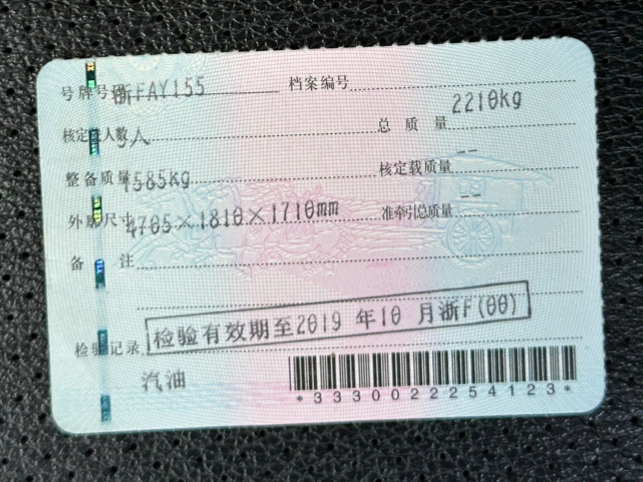 号牌号码 浙FAY155 档案编号
核定载人数 5人 总 质 量 2210kg
整备质量 1585kg 核定载质量 --
外廓尺寸 4705×1810×1710mm 准牵引总质量 --
备 注
检验记录 检验有效期至2019 年10 月浙F(00)
汽油
*3330022254123*